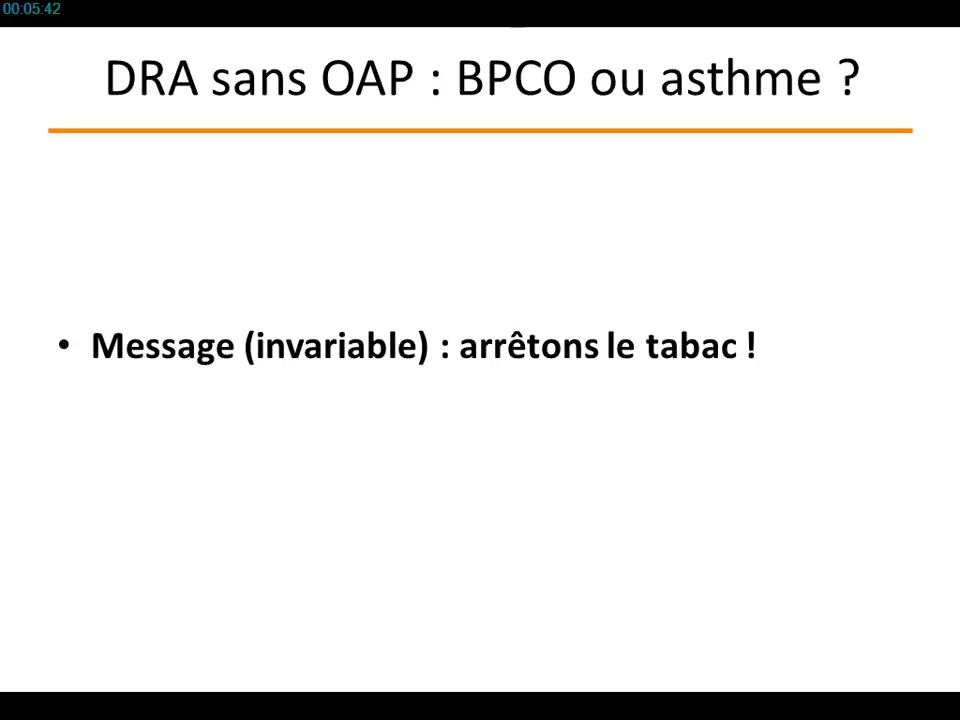 00:05:42
DRA sans OAP : BPCO ou asthme ?
• Message (invariable) : arrêtons le tabac !